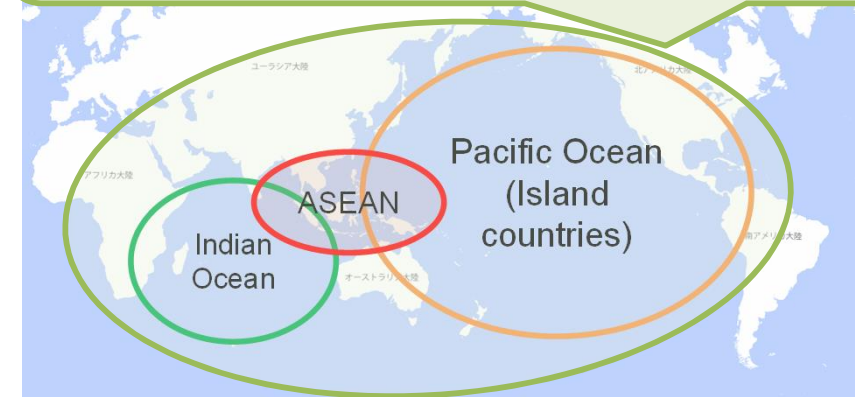 ユーラシア大陸
北アメリカ大陸
Pacific Ocean
(Island
countries)
アフリカ大陸
ASEAN
Indian
Ocean
南アメリカ大陸
オーストラリア大陸